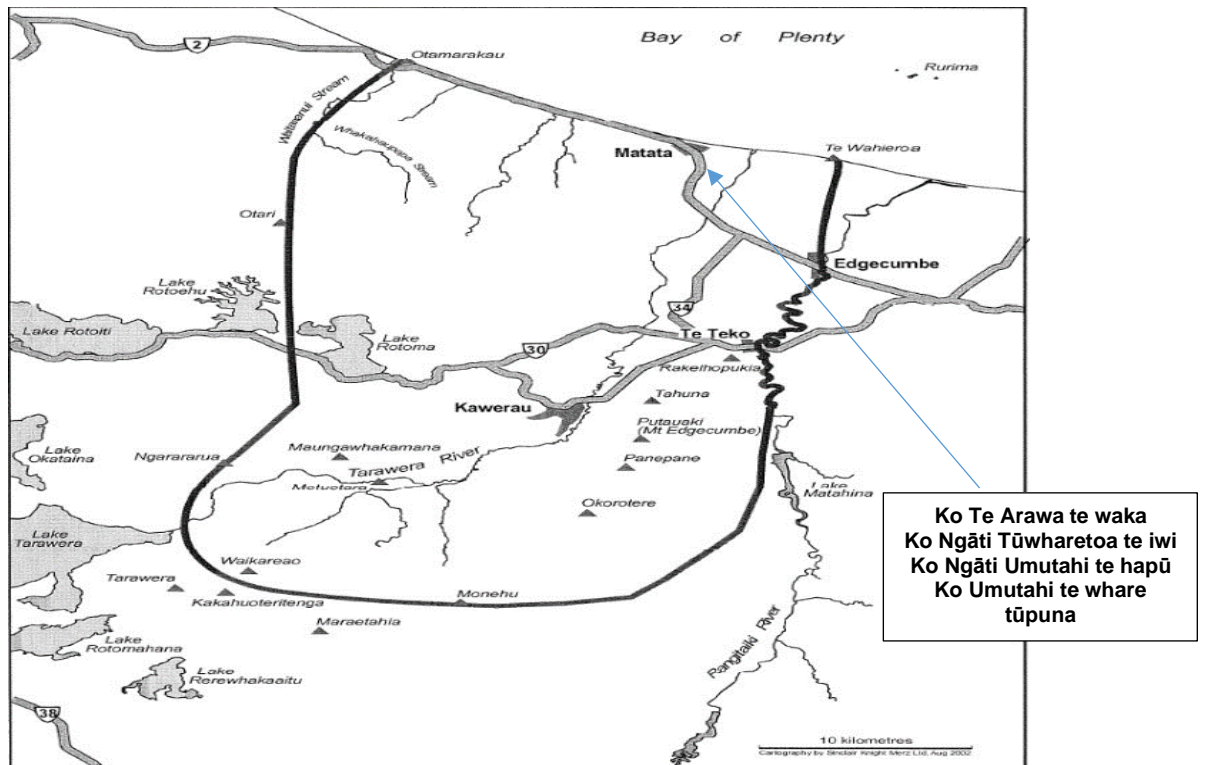 Bay of Plenty
2
Otamarakau
Rurima
Waitahanui Stream
Whakahaupapa Stream
Matata
Te Wahieroa
Otari
Edgecumbe
Lake
Rotoehu
34
Lake Rotoiti
Lake
Rotoma
30
Te Teko
Rakeihopukia
Tahuna
Kawerau
Putauaki
(Mt Edgecumbe)
Maungawhakamana
Ngarararua
Lake
Okataina
Tarawera River
Panepane
Lake
Matahina
Okorotere
Lake
Tarawera
Waikareao
Tarawera
Kakahuoteritenga
Monehu
Maraetahia
Lake
Rotomahana
Lake
Rerewhakaaitu
Rangitaiki River
38
10 kilometres
Cartography by Sinclair Knight Merz Ltd, Aug 2002
Ko Te Arawa te waka
Ko Ngāti Tūwharetoa te iwi
Ko Ngāti Umutahi te hapū
Ko Umutahi te whare
tūpuna